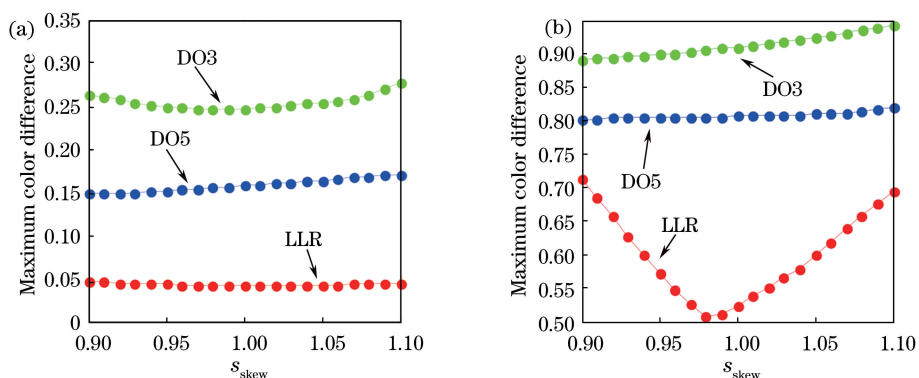 (a)
Maximum color difference
0.35
0.30
0.25
0.20
0.15
0.10
0.05
0
DO3
DO5
LLR
0.90
0.95
1.00
1.05
1.10
s_skew
(b)
Maximum color difference
0.90
0.85
0.80
0.75
0.70
0.65
0.60
0.55
0.50
DO3
DO5
LLR
0.90
0.95
1.00
1.05
1.10
s_skew